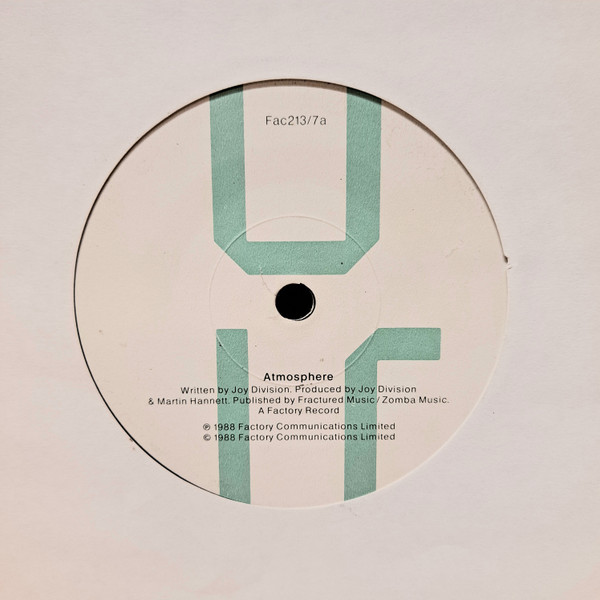 Fac213/7a
Atmosphere
Written by Joy Division. Produced by Joy Division
& Martin Hannett. Published by Fractured Music/Zomba Music.
A Factory Record
℗ 1988 Factory Communications Limited
© 1988 Factory Communications Limited